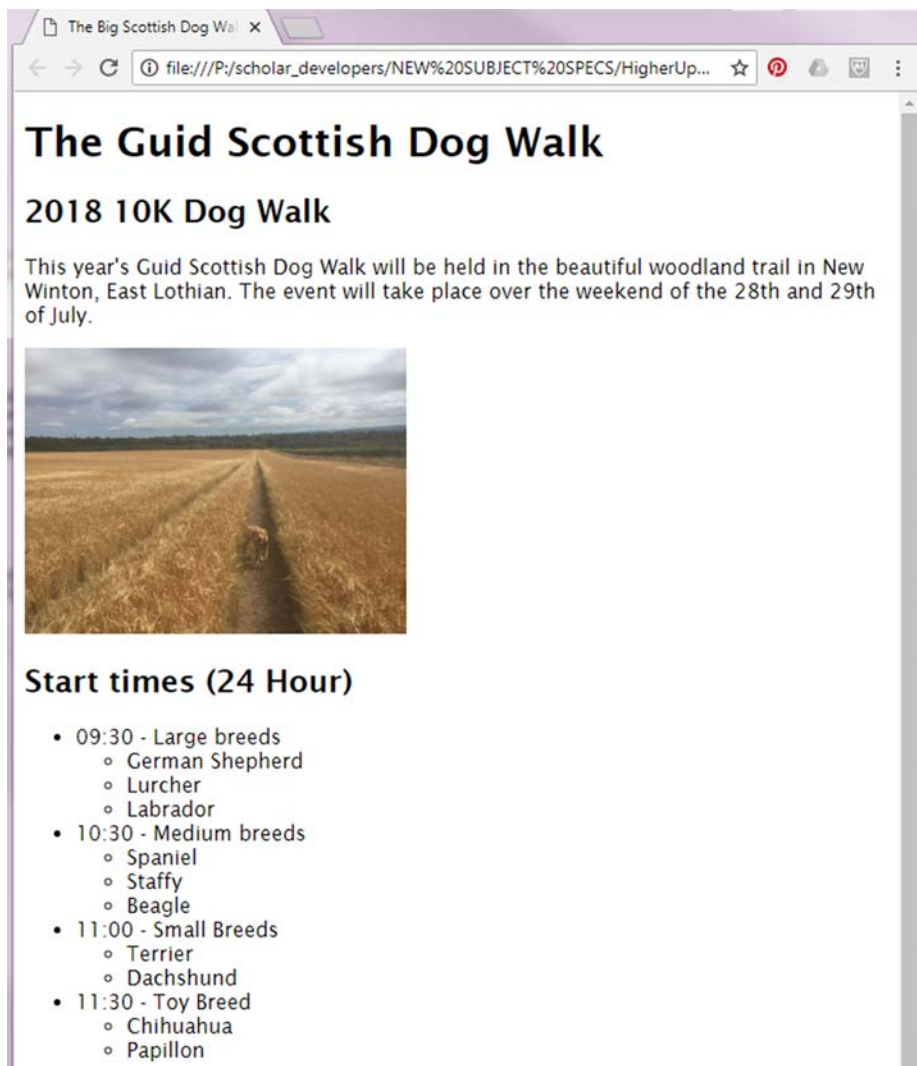 The Big Scottish Dog Wal
file:///P:/scholar_developers/NEW%20SUBJECT%20SPECS/HigherUp...
The Guid Scottish Dog Walk
2018 10K Dog Walk
This year's Guid Scottish Dog Walk will be held in the beautiful woodland trail in New
Winton, East Lothian. The event will take place over the weekend of the 28th and 29th
of July.
Start times (24 Hour)
09:30 - Large breeds
German Shepherd
Lurcher
Labrador
10:30 - Medium breeds
Spaniel
Staffy
Beagle
11:00 - Small Breeds
Terrier
Dachshund
11:30 - Toy Breed
Chihuahua
Papillon